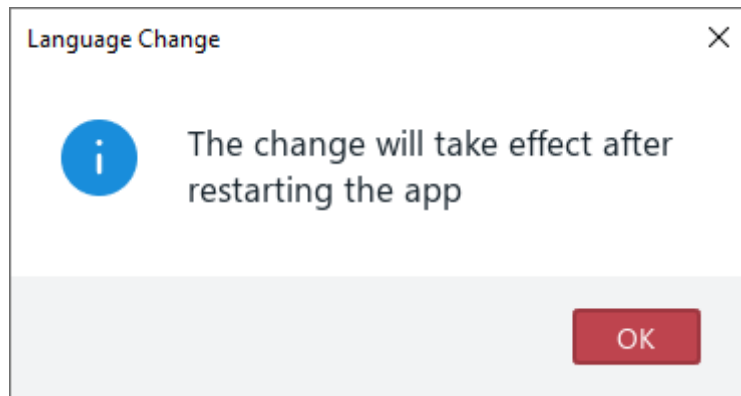 Language Change
The change will take effect after
restarting the app
OK